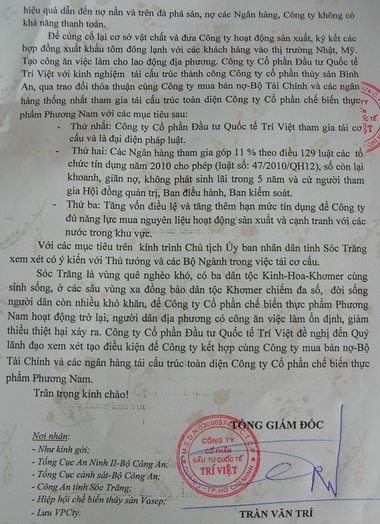 hiệu quả dẫn đến nợ nần và trên đà phá sản, nợ các Ngân hàng, Công ty không có
khả năng thanh toán.
Để củng cố lại cơ sở vật chất và đưa Công ty hoạt động sản xuất, ký kết các
hợp đồng xuất khẩu tôm đông lạnh với các khách hàng vào thị trường Nhật, Mỹ.
Tạo công ăn việc làm cho lao động địa phương. Công ty Cổ phần Đầu tư Quốc tế
Trí Việt với kinh nghiệm tái cấu trúc thành công Công ty cổ phần thủy sản Bình
An, qua trao đổi thỏa thuận cùng Công ty mua bán nợ-Bộ Tài Chính và các ngân
hàng thống nhất tham gia tái cấu trúc toàn diện Công ty Cổ phần chế biến thực
phẩm Phương Nam với các mục tiêu sau:
- Thứ nhất: Công ty Cổ phần Đầu tư Quốc tế Trí Việt tham gia tái cơ
cấu và là đại diện pháp luật.
- Thứ hai: Các Ngân hàng tham gia góp 11 % theo điều 129 luật các tổ
chức tín dụng năm 2010 cho phép (luật số: 47/2010/QH12), số còn lại
khoanh, giãn nợ, không phát sinh lãi trong 5 năm và cử người tham
gia Hội đồng quản trị, Ban điều hành, Ban kiểm soát.
- Thứ ba: Tăng vốn điều lệ và tăng thêm hạn mức tín dụng để Công ty
đủ năng lực mua nguyên liệu hoạt động sản xuất và cạnh tranh với các
nước trong khu vực.
Với các mục tiêu trên kính trình Chủ tịch Ủy ban nhân dân tỉnh Sóc Trăng
xem xét có ý kiến với Thủ tướng và các Bộ Ngành trong việc tái cơ cấu.
Sóc Trăng là vùng quê nghèo khó, có ba dân tộc Kinh-Hoa-Khơmer cùng
sinh sống, ở các sâu vùng xa đồng bào dân tộc Khơmer chiếm đa số, đời sống
người dân còn nhiều khó khăn, để Công ty Cổ phần chế biến thực phẩm Phương
Nam hoạt động trở lại, người dân địa phương có công ăn việc làm ổn định, giảm
thiểu thiệt hại xảy ra. Công ty Cổ phần Đầu tư Quốc tế Trí Việt đề nghị đến Quý
lãnh đạo xem xét tạo điều kiện để Công ty kết hợp cùng Công ty mua bán nợ-Bộ
Tài Chính và các ngân hàng tái cấu trúc toàn diện Công ty Cổ phần chế biến thực
phẩm Phương Nam.
Trân trọng kính chào!
TỔNG GIÁM ĐỐC
CÔNG TY
CỔ PHẦN
ĐẦU TƯ QUỐC TẾ
TRÍ VIỆT
TP.HỒ CHÍ MINH
Nơi nhận:
- Như kính gởi;
- Tổng Cục An Ninh II-Bộ Công An;
- Tổng Cục cảnh sát-Bộ Công An;
- Công An tỉnh Sóc Trăng;
- Hiệp hội chế biến thủy sản Vasep;
- Lưu VPCty.
TRẦN VĂN TRÍ